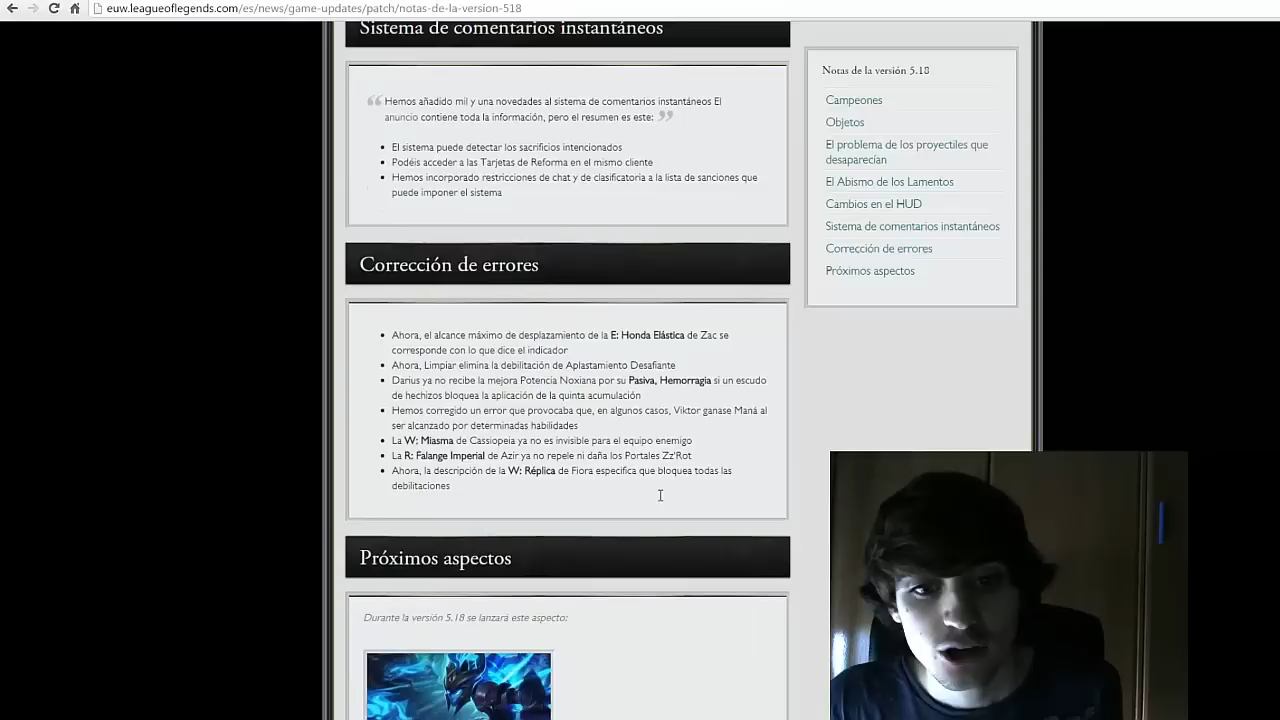 euw.leagueoflegends.com/es/news/game-updates/patch/notas-de-la-version-518
Sistema de comentarios instantáneos
Hemos añadido mil y una novedades al sistema de comentarios instantáneos El
anuncio contiene toda la información, pero el resumen es este:
El sistema puede detectar los sacrificios intencionados
Podéis acceder a las Tarjetas de Reforma en el mismo cliente
Hemos incorporado restricciones de chat y de clasificatoria a la lista de sanciones que
puede imponer el sistema
Corrección de errores
Ahora, el alcance máximo de desplazamiento de la E: Honda Elástica de Zac se
corresponde con lo que dice el indicador
Ahora, Limpiar elimina la debilitación de Aplastamiento Desafiante
Darius ya no recibe la mejora Potencia Noxiana por su Pasiva, Hemorragia si un escudo
de hechizos bloquea la aplicación de la quinta acumulación
Hemos corregido un error que provocaba que, en algunos casos, Viktor ganase Maná al
ser alcanzado por determinadas habilidades
La W: Miasma de Cassiopeia ya no es invisible para el equipo enemigo
La R: Falange Imperial de Azir ya no repele ni daña los Portales Zz'Rot
Ahora, la descripción de la W: Réplica de Fiora especifica que bloquea todas las
debilitaciones
Próximos aspectos
Durante la versión 5.18 se lanzará este aspecto:
Notas de la versión 5.18
Campeones
Objetos
El problema de los proyectiles que
desaparecían
El Abismo de los Lamentos
Cambios en el HUD
Sistema de comentarios instantáneos
Corrección de errores
Próximos aspectos